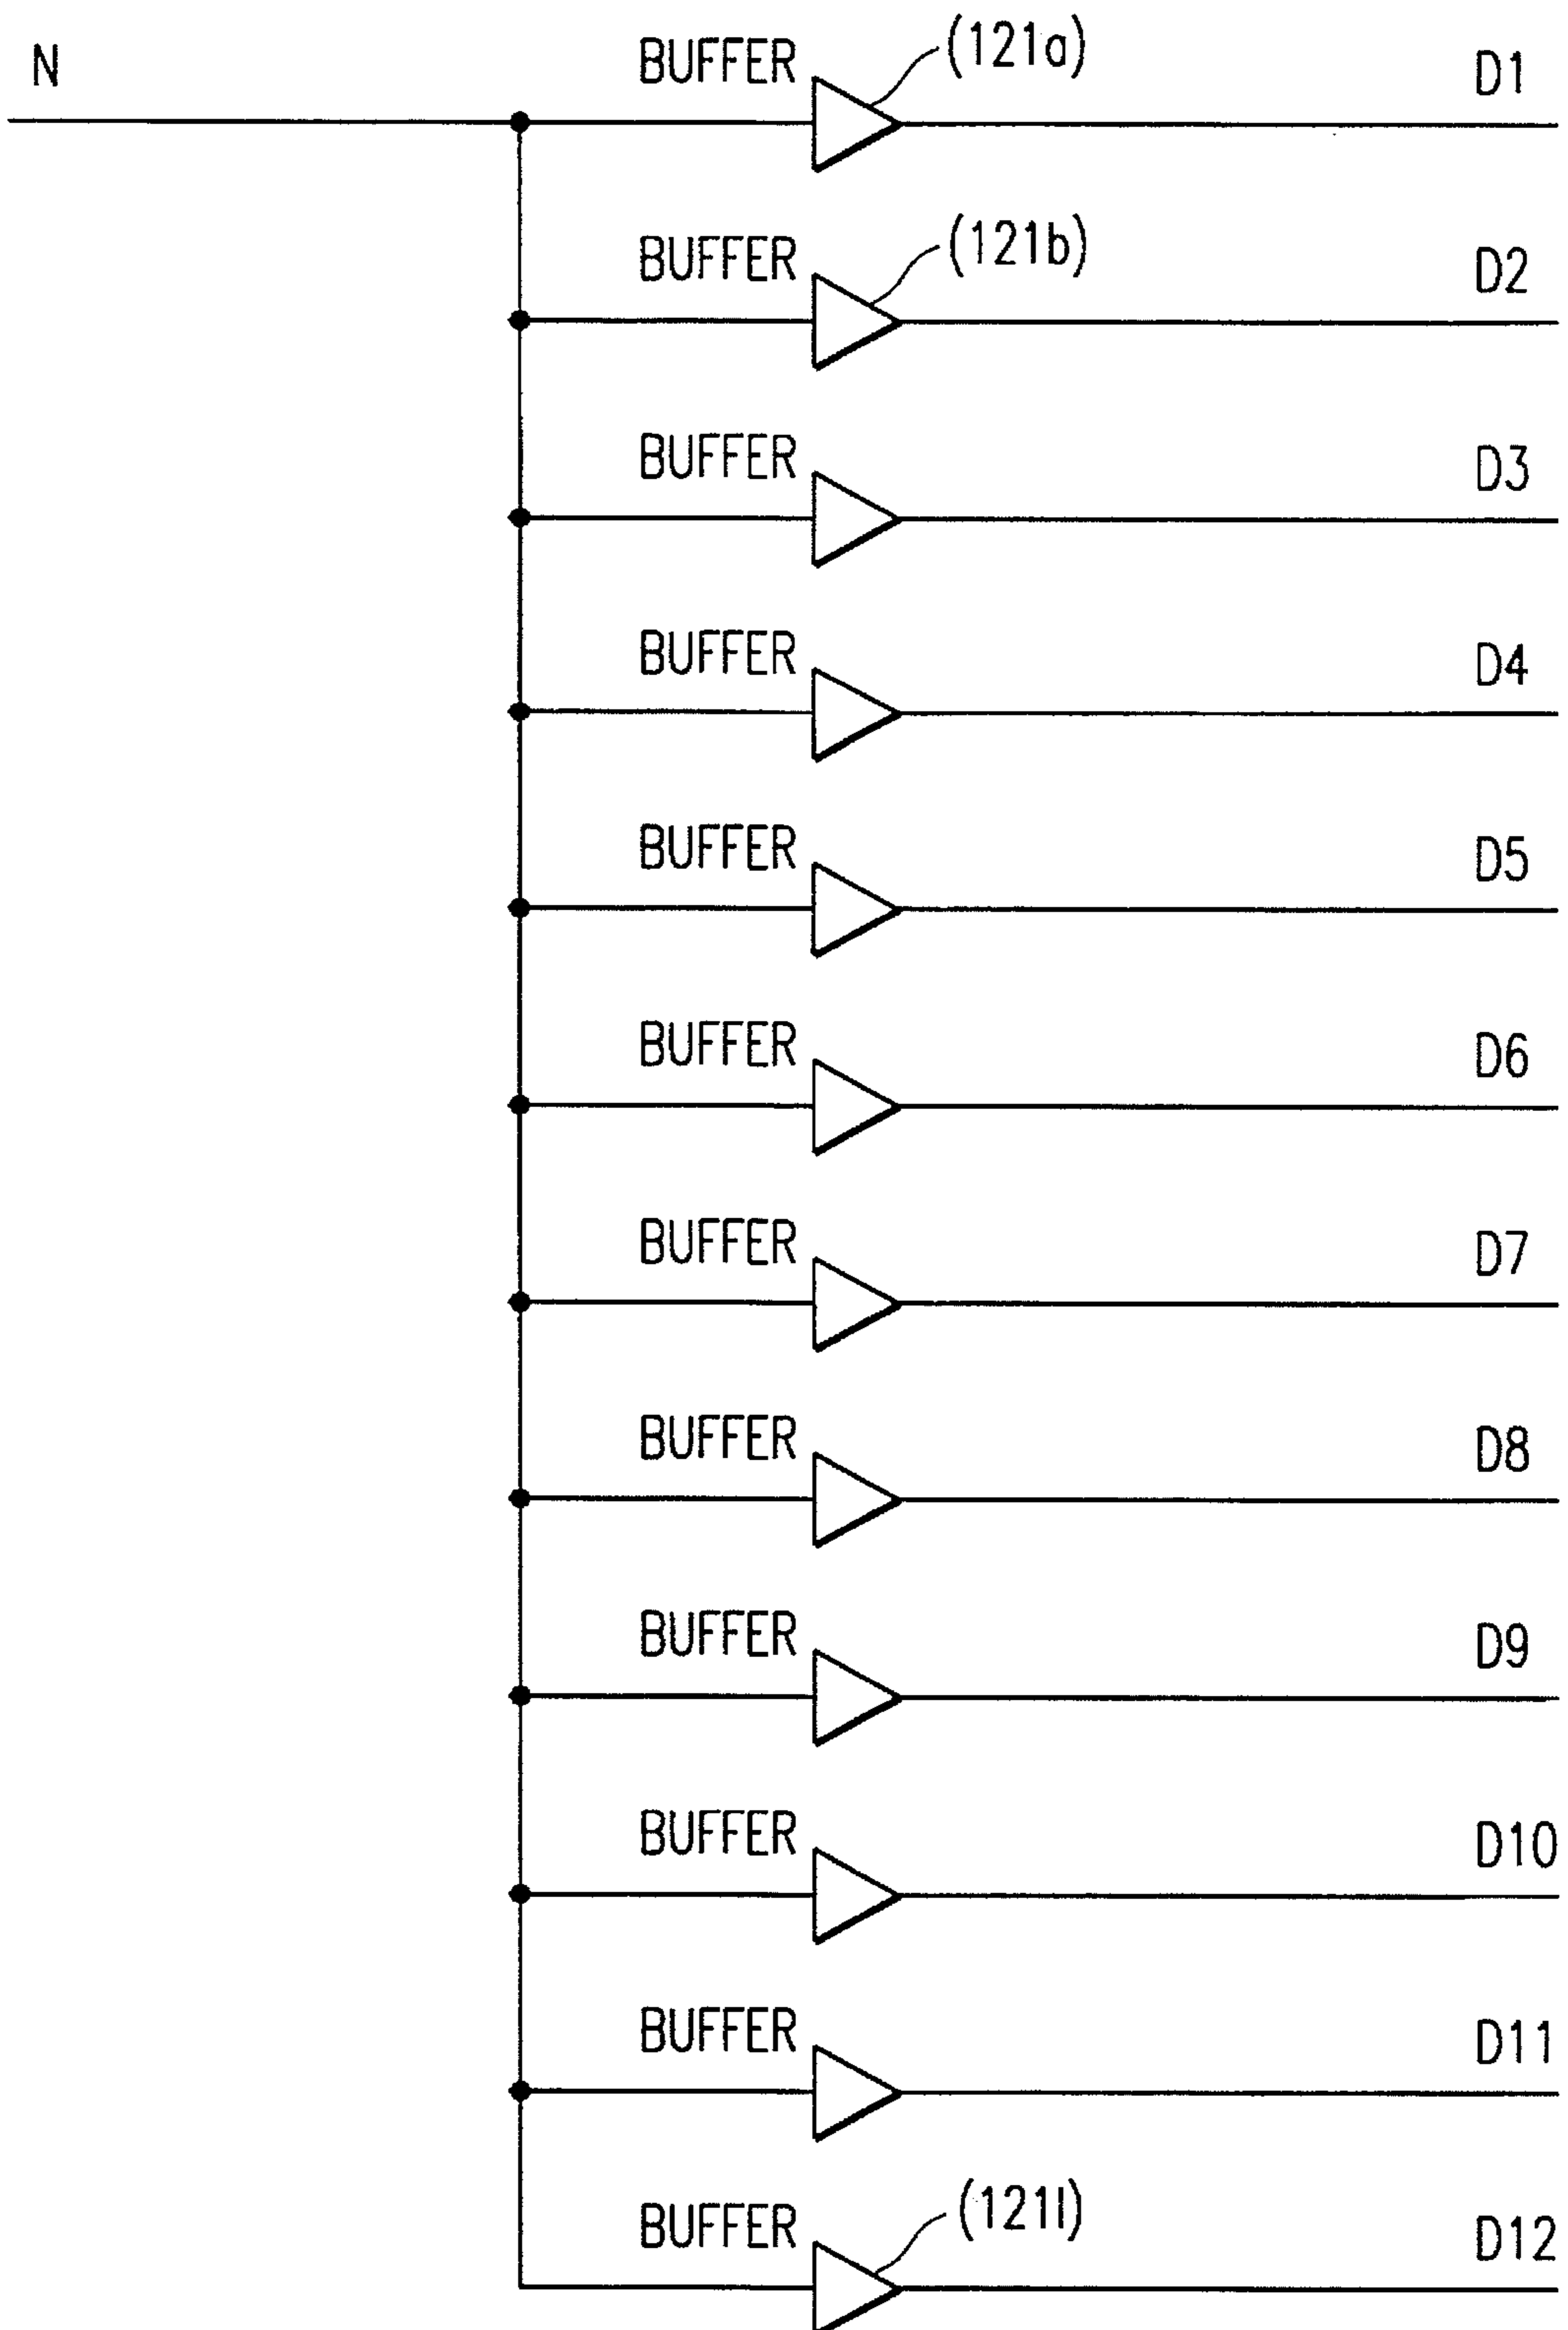 N BUFFER (121a) D1
BUFFER (121b) D2
BUFFER D3
BUFFER D4
BUFFER D5
BUFFER D6
BUFFER D7
BUFFER D8
BUFFER D9
BUFFER D10
BUFFER D11
BUFFER (121l) D12